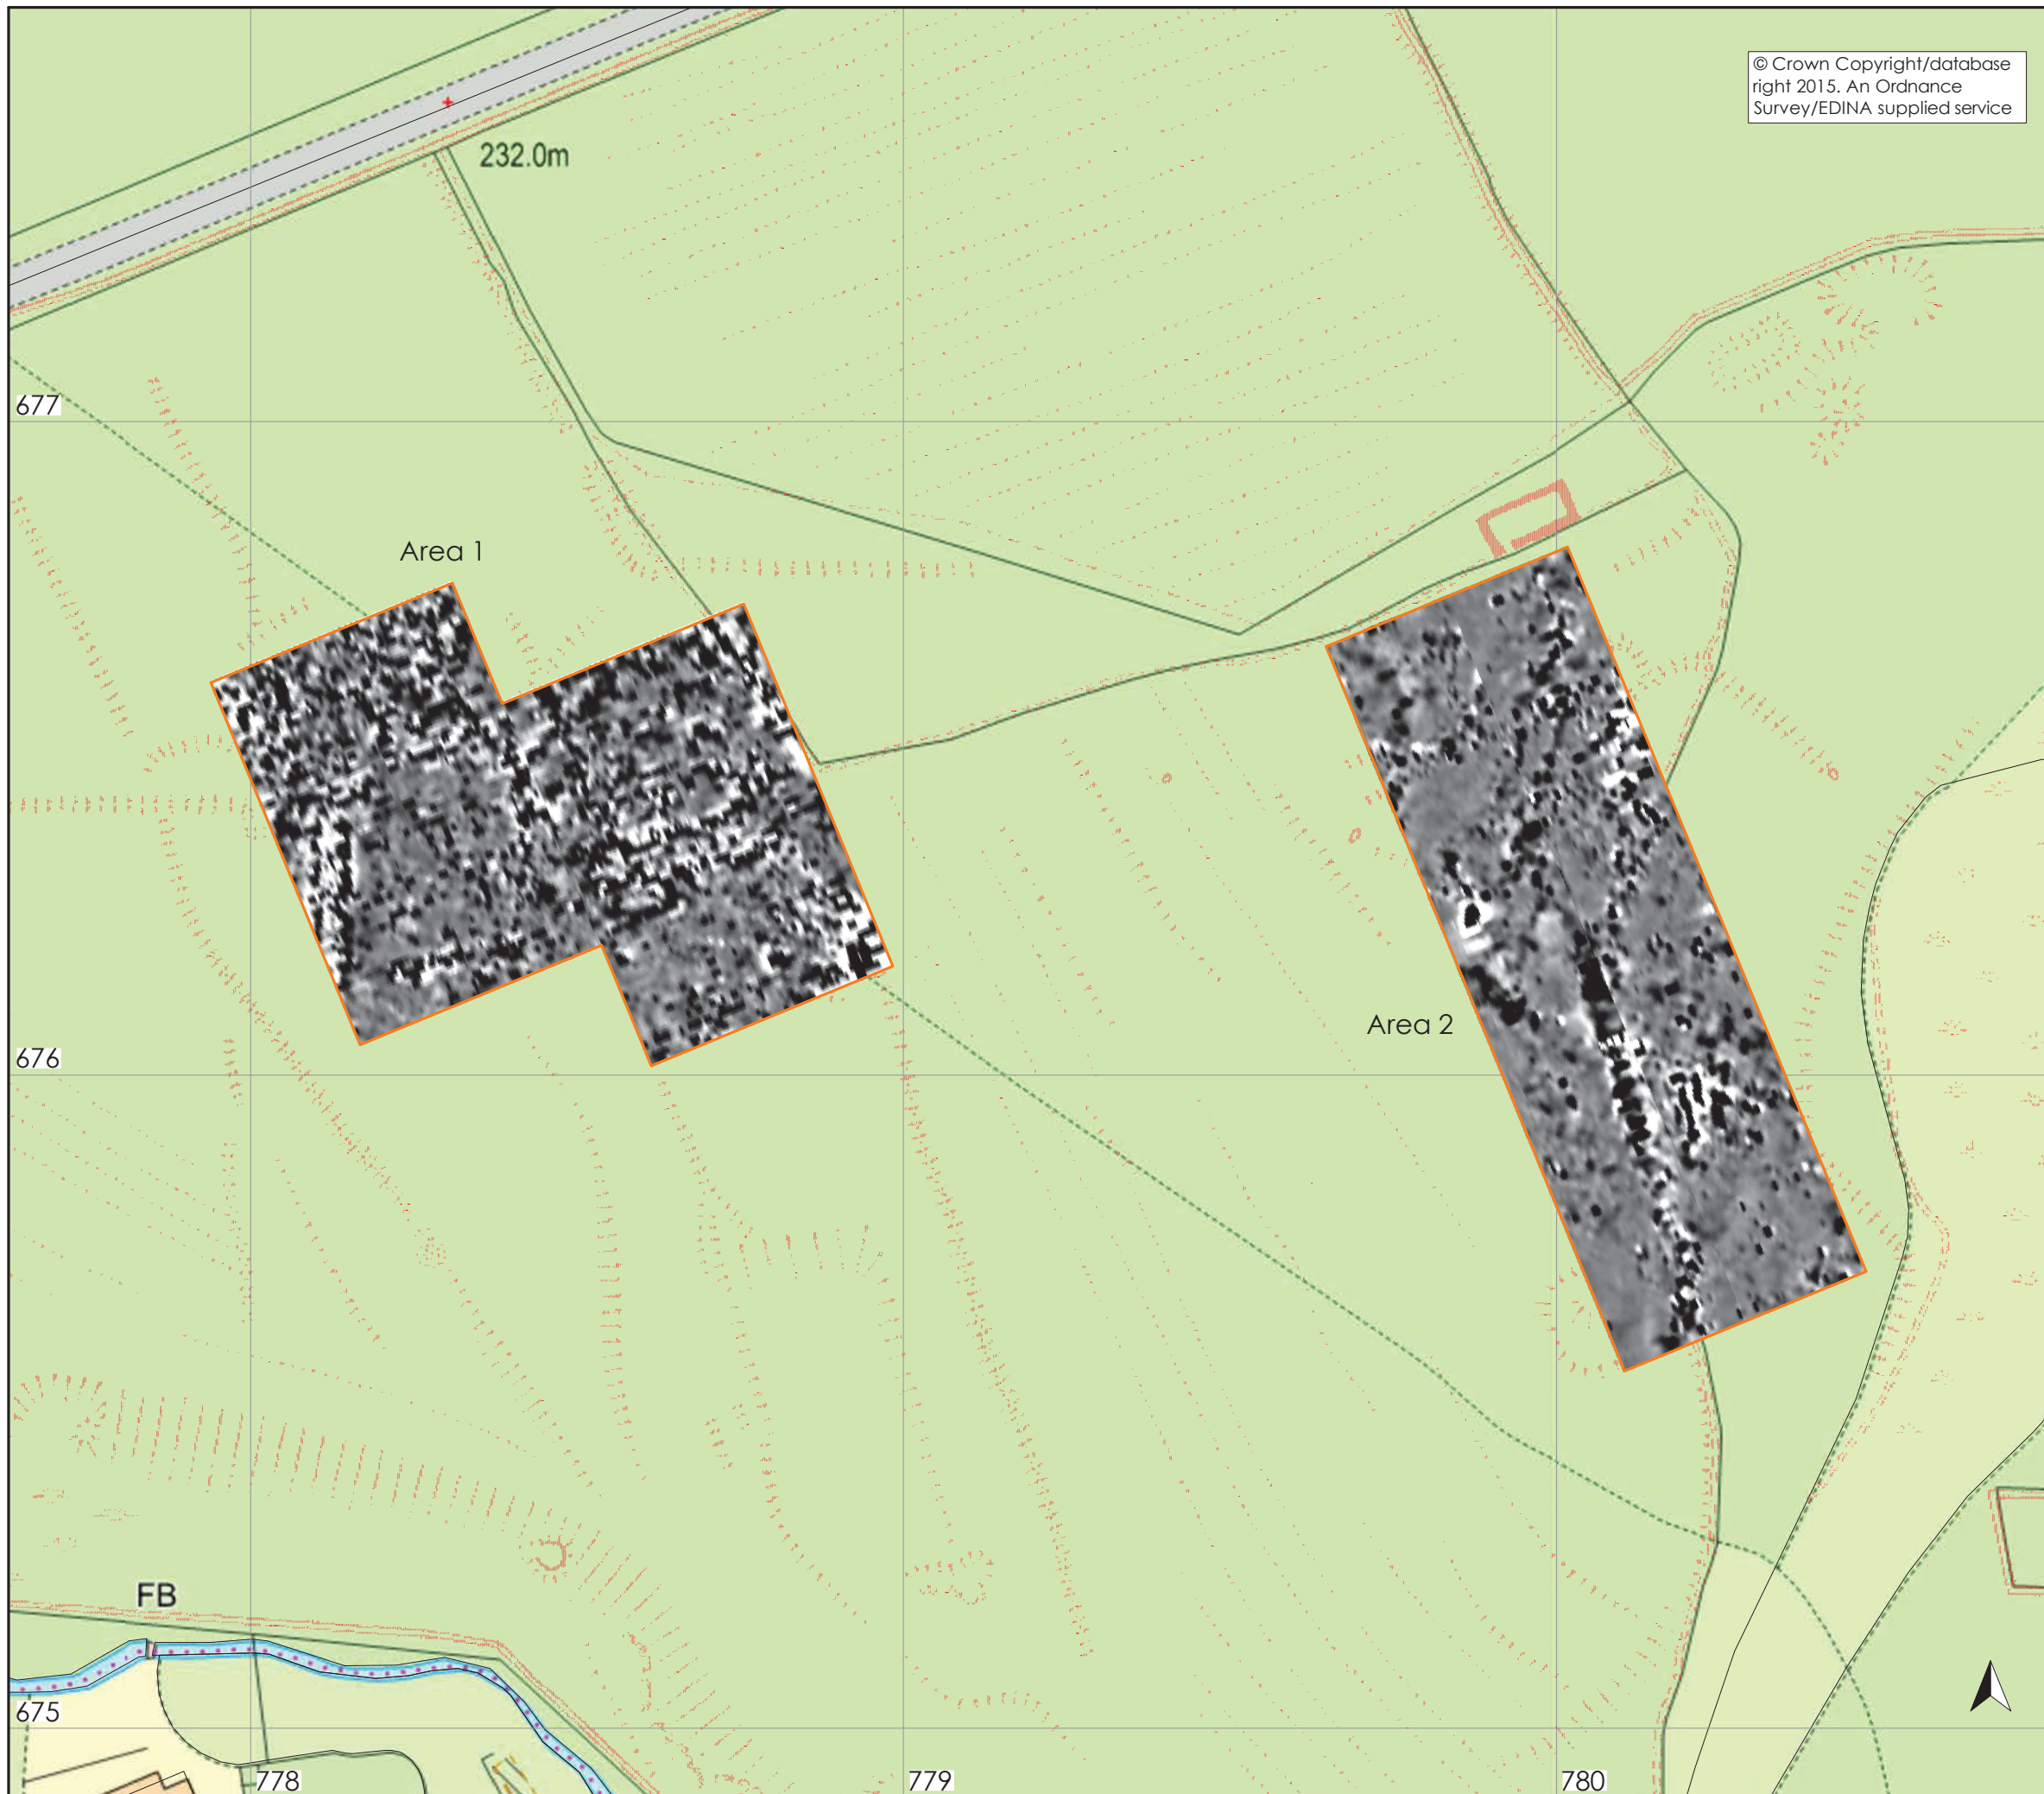 © Crown Copyright/database
right 2015. An Ordnance
Survey/EDINA supplied service
232.0m
677
Area 1
Area 2
676
FB
675
778
779
780